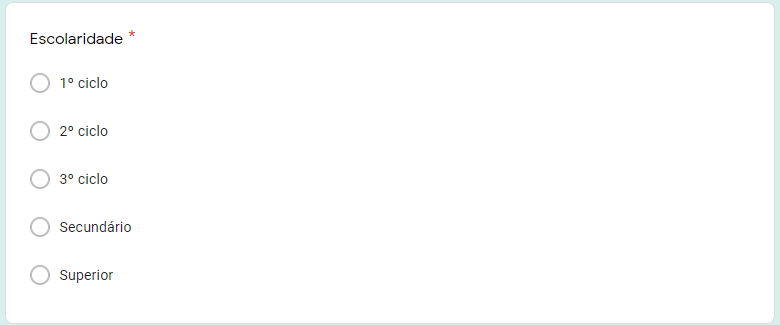 Escolaridade *
1º ciclo
2º ciclo
3º ciclo
Secundário
Superior